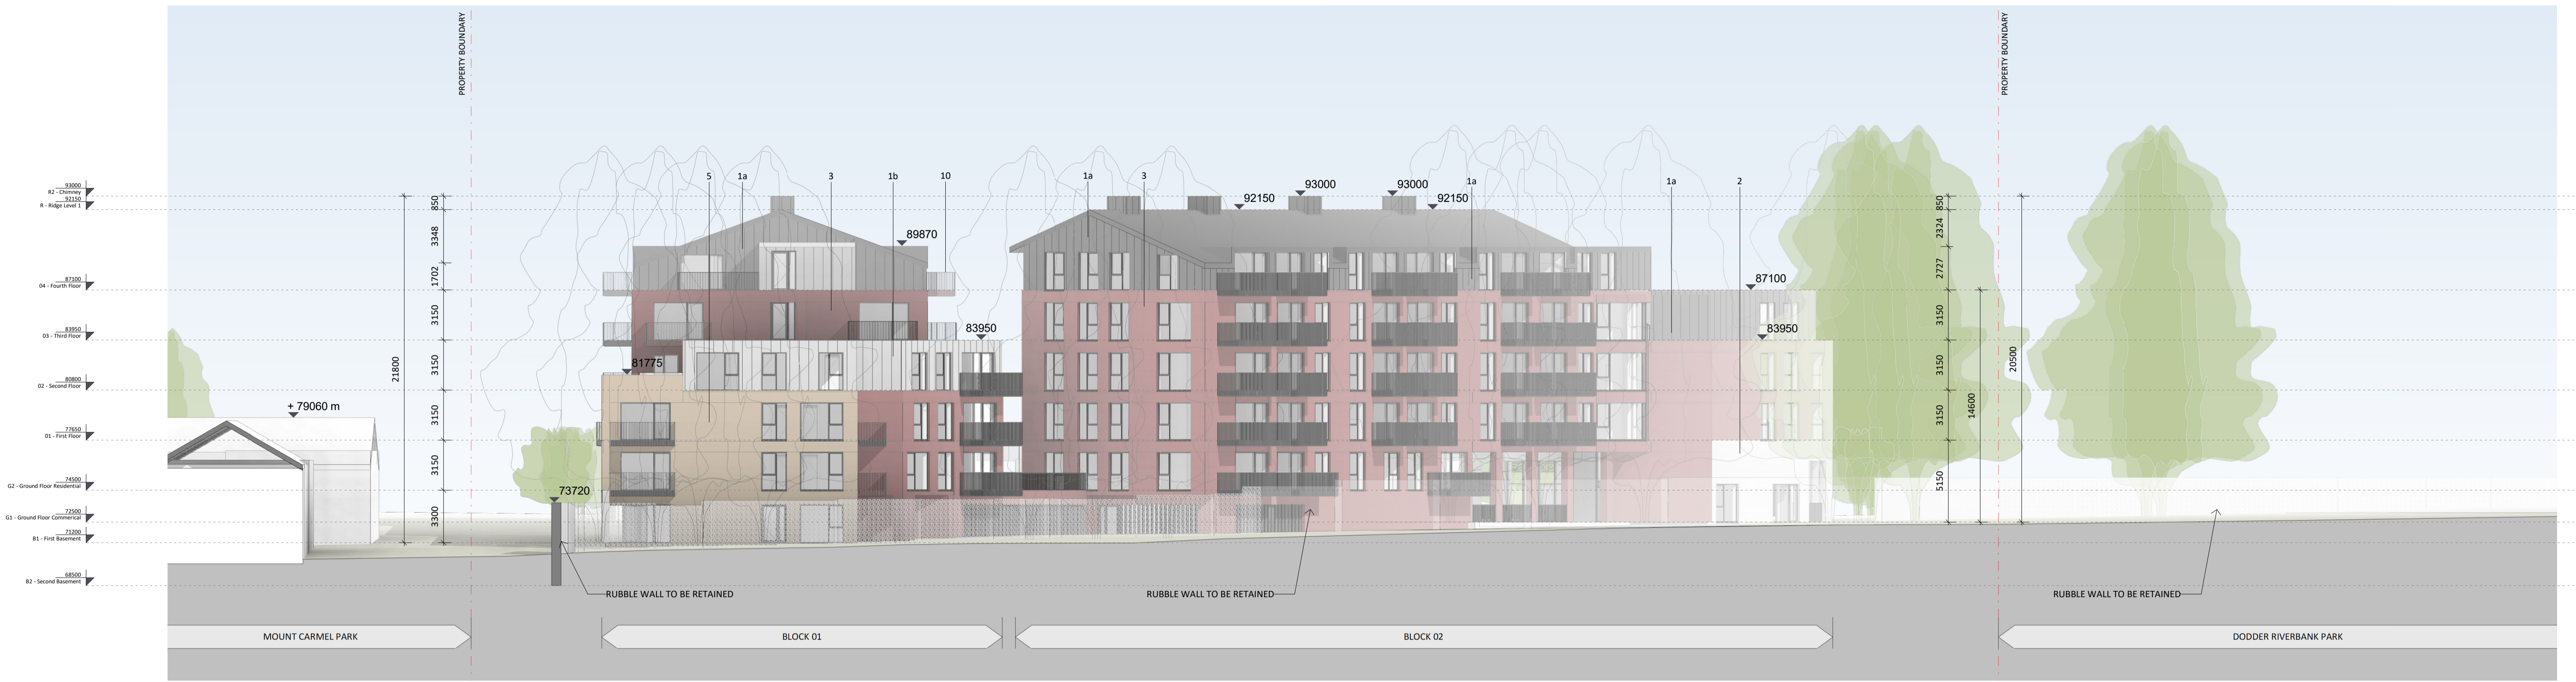 PROPERTY BOUNDARY
PROPERTY BOUNDARY
5
1a
3
1b
10
1a
3
1a
1a
2
93000
R2 - Chimney
92150
R - Ridge Level 1
87100
04 - Fourth Floor
83950
03 - Third Floor
80800
02 - Second Floor
77650
01 - First Floor
74500
G2 - Ground Floor Residential
72500
G1 - Ground Floor Commerical
71200
B1 - First Basement
68500
B2 - Second Basement
21800
850
3348
1702
3150
3150
3150
3150
3300
+ 79060 m
73720
81775
89870
83950
92150
93000
93000
92150
87100
83950
850
2324
2727
3150
3150
3150
5150
14600
20500
RUBBLE WALL TO BE RETAINED
RUBBLE WALL TO BE RETAINED
RUBBLE WALL TO BE RETAINED
MOUNT CARMEL PARK
BLOCK 01
BLOCK 02
DODDER RIVERBANK PARK